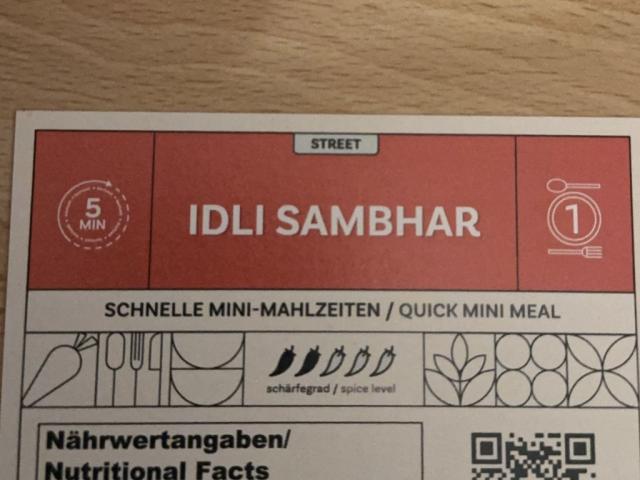 STREET
5
MIN
IDLI SAMBHAR
1
SCHNELLE MINI-MAHLZEITEN / QUICK MINI MEAL
schärfegrad / spice level
Nährwertangaben/
Nutritional Facts